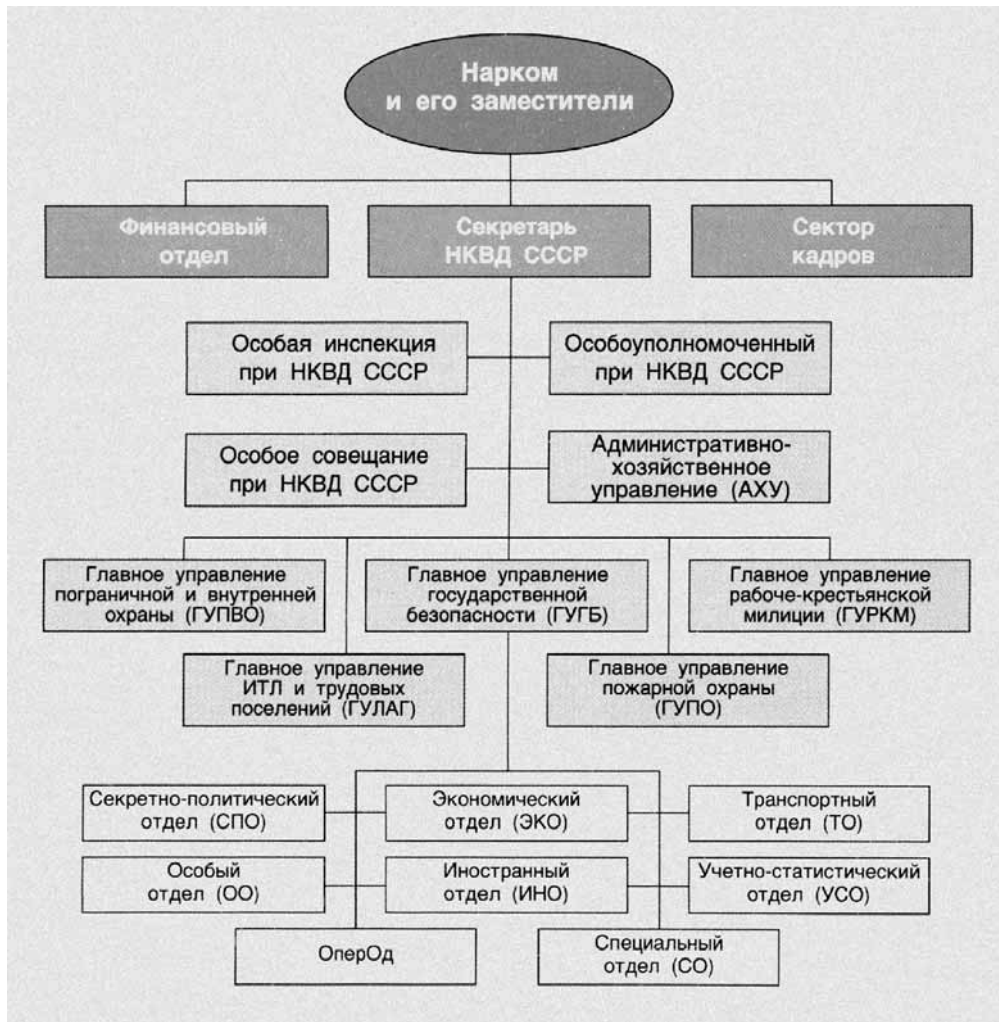 Нарком
и его заместители
Финансовый
отдел
Секретарь
НКВД СССР
Сектор
кадров
Особая инспекция
при НКВД СССР
Особоуполномоченный
при НКВД СССР
Особое совещание
при НКВД СССР
Административно-
хозяйственное
управление (АХУ)
Главное управление
пограничной и внутренней
охраны (ГУПВО)
Главное управление
государственной
безопасности (ГУГБ)
Главное управление
рабоче-крестьянской
милиции (ГУРКМ)
Главное управление
ИТЛ и трудовых
поселений (ГУЛАГ)
Главное управление
пожарной охраны
(ГУПО)
Секретно-политический
отдел (СПО)
Экономический
отдел (ЭКО)
Транспортный
отдел (ТО)
Особый
отдел (ОО)
Иностранный
отдел (ИНО)
Учетно-статистический
отдел (УСО)
ОперОд
Специальный
отдел (СО)